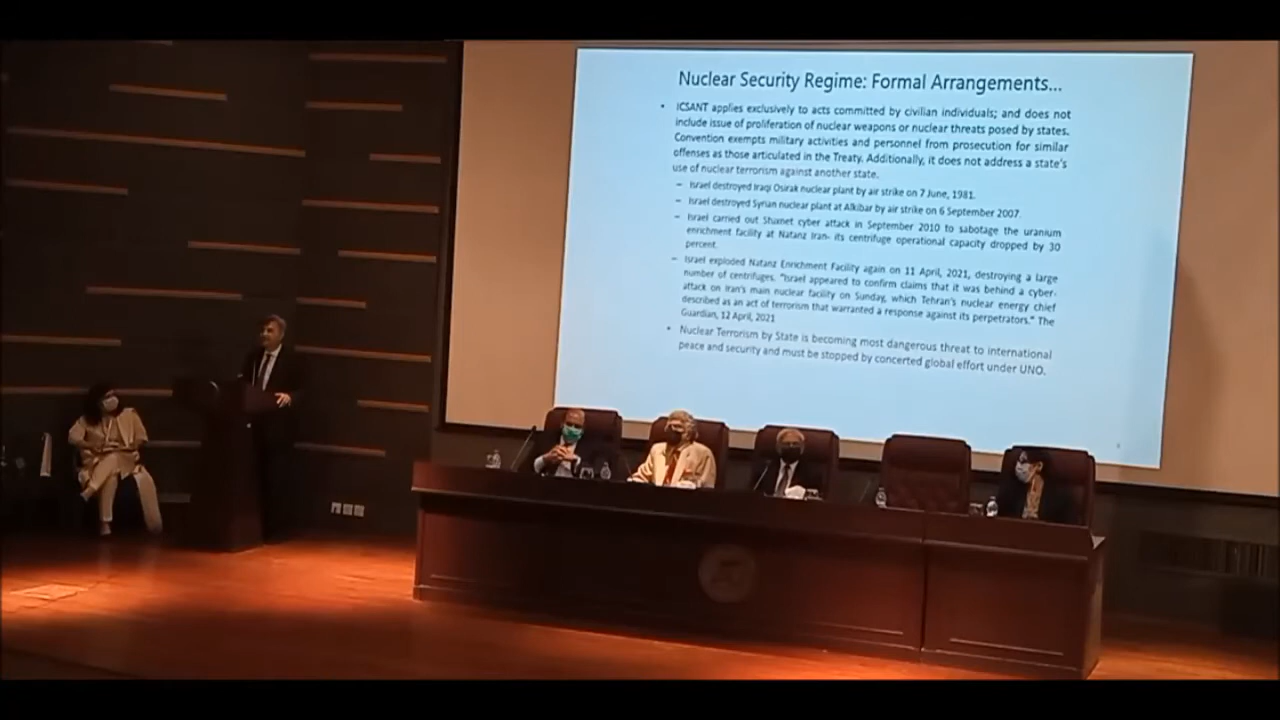 Nuclear Security Regime: Formal Arrangements...
• ICSANT applies exclusively to acts committed by civilian individuals; and does not
include issue of proliferation of nuclear weapons or nuclear threats posed by states.
Convention exempts military activities and personnel from prosecution for similar
offenses as those articulated in the Treaty. Additionally, it does not address a state's
use of nuclear terrorism against another state.
– Israel destroyed Iraqi Osirak nuclear plant by air strike on 7 June, 1981.
– Israel destroyed Syrian nuclear plant at Alkibar by air strike on 6 September 2007.
– Israel carried out Stuxnet cyber attack in September 2010 to sabotage the uranium
enrichment facility at Natanz Iran- its centrifuge operational capacity dropped by 30
percent.
– Israel exploded Natanz Enrichment Facility again on 11 April, 2021, destroying a large
number of centrifuges. "Israel appeared to confirm claims that it was behind a cyber-
attack on Iran's main nuclear facility on Sunday, which Tehran's nuclear energy chief
described as an act of terrorism that warranted a response against its perpetrators." The
Guardian, 12 April, 2021
• Nuclear Terrorism by State is becoming most dangerous threat to international
peace and security and must be stopped by concerted global effort under UNO.